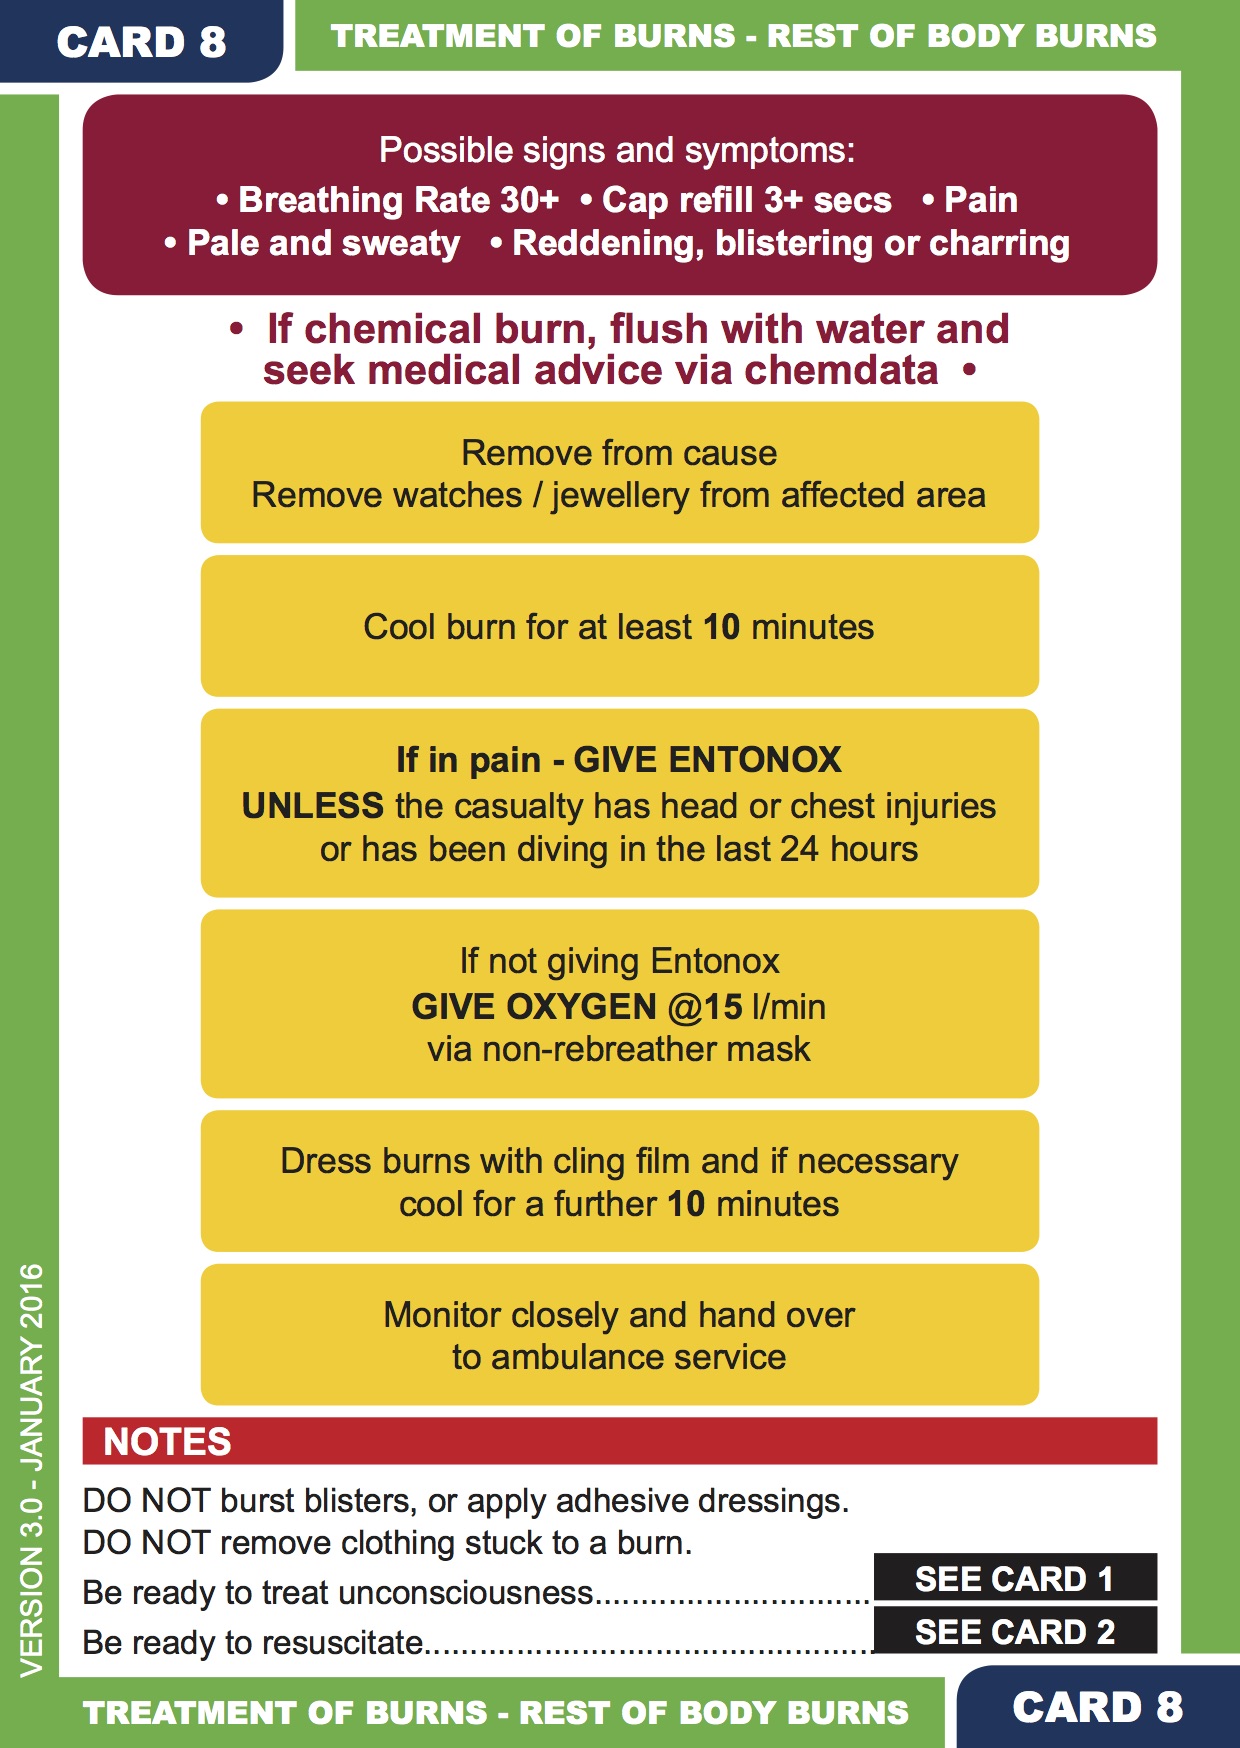 CARD 8
TREATMENT OF BURNS - REST OF BODY BURNS
Possible signs and symptoms:
• Breathing Rate 30+ • Cap refill 3+ secs • Pain
• Pale and sweaty • Reddening, blistering or charring
• If chemical burn, flush with water and
seek medical advice via chemdata •
Remove from cause
Remove watches / jewellery from affected area
Cool burn for at least 10 minutes
If in pain - GIVE ENTONOX
UNLESS the casualty has head or chest injuries
or has been diving in the last 24 hours
If not giving Entonox
GIVE OXYGEN @15 l/min
via non-rebreather mask
Dress burns with cling film and if necessary
cool for a further 10 minutes
Monitor closely and hand over
to ambulance service
NOTES
DO NOT burst blisters, or apply adhesive dressings.
DO NOT remove clothing stuck to a burn.
Be ready to treat unconsciousness.............................. SEE CARD 1
Be ready to resuscitate................................................. SEE CARD 2
VERSION 3.0 - JANUARY 2016
TREATMENT OF BURNS - REST OF BODY BURNS
CARD 8